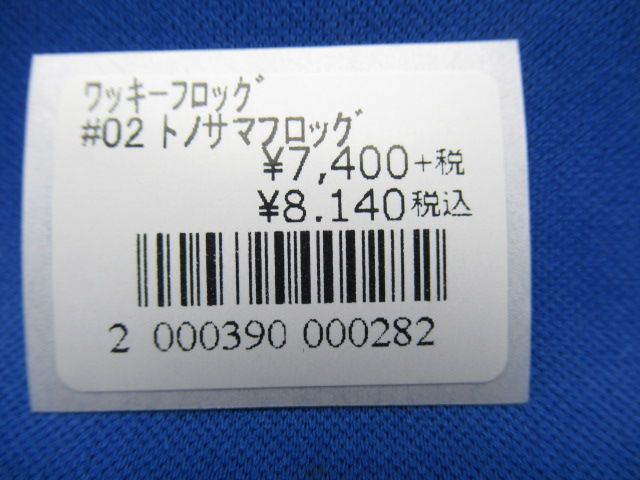 ワッキーフロッグ
#02 トノサマフロッグ
¥7,400+税
¥8.140税込
2 000390 000282